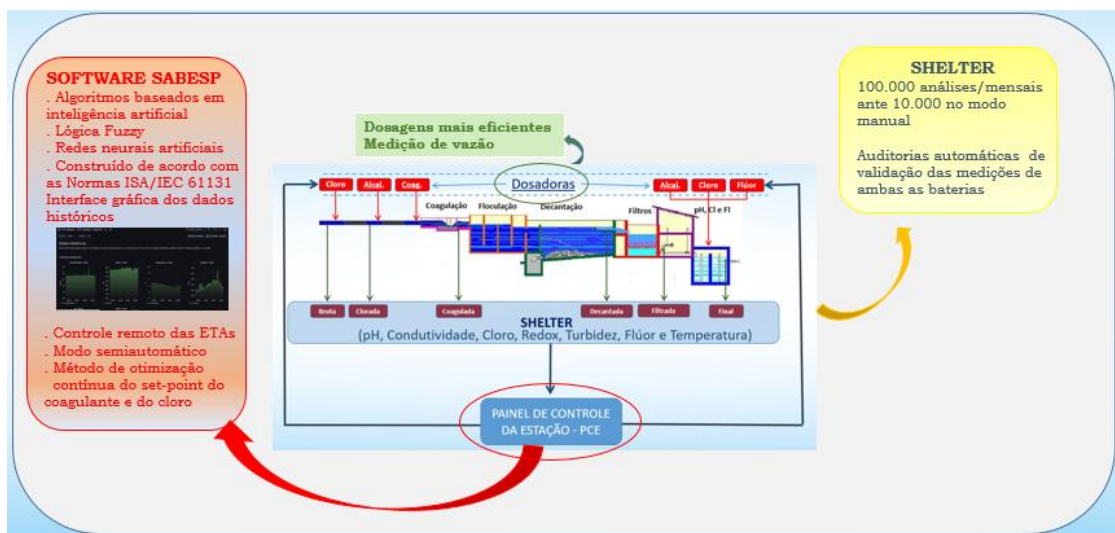 SOFTWARE SABESP
. Algoritmos baseados em
inteligência artificial
. Lógica Fuzzy
. Redes neurais artificiais
. Construído de acordo com
as Normas ISA/IEC 61131
Interface gráfica dos dados
históricos
. Controle remoto das ETAs
. Modo semiautomático
. Método de otimização
contínua do set-point do
coagulante e do cloro
Dosagens mais eficientes
Medição de vazão
Cloro Alcal. Coag. Dosadoras Alcal. Cloro Flúor
Coagulação Floculação Decantação Filtros pH, Cl e Fl
Bruta Clorada Coagulada Decantada Filtrada Final
SHELTER
(pH, Condutividade, Cloro, Redox, Turbidez, Flúor e Temperatura)
PAINEL DE CONTROLE
DA ESTAÇÃO - PCE
SHELTER
100.000 análises/mensais
ante 10.000 no modo
manual
Auditorias automáticas de
validação das medições de
ambas as baterias